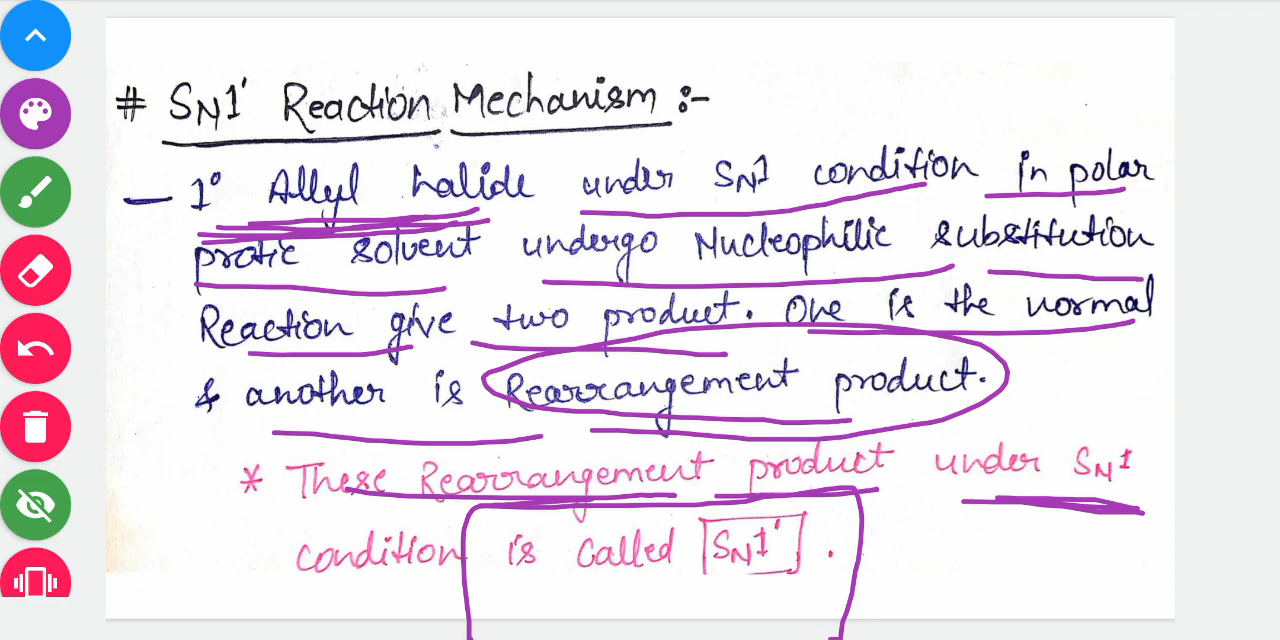 # SN1' Reaction Mechanism :-
— 1° Allyl halide under SN1 condition in polar
protic solvent undergo Nucleophilic substitution
Reaction give two product. One is the normal
& another is Rearrangement product.
* These Rearrangement product under SN1
condition is called SN1'.